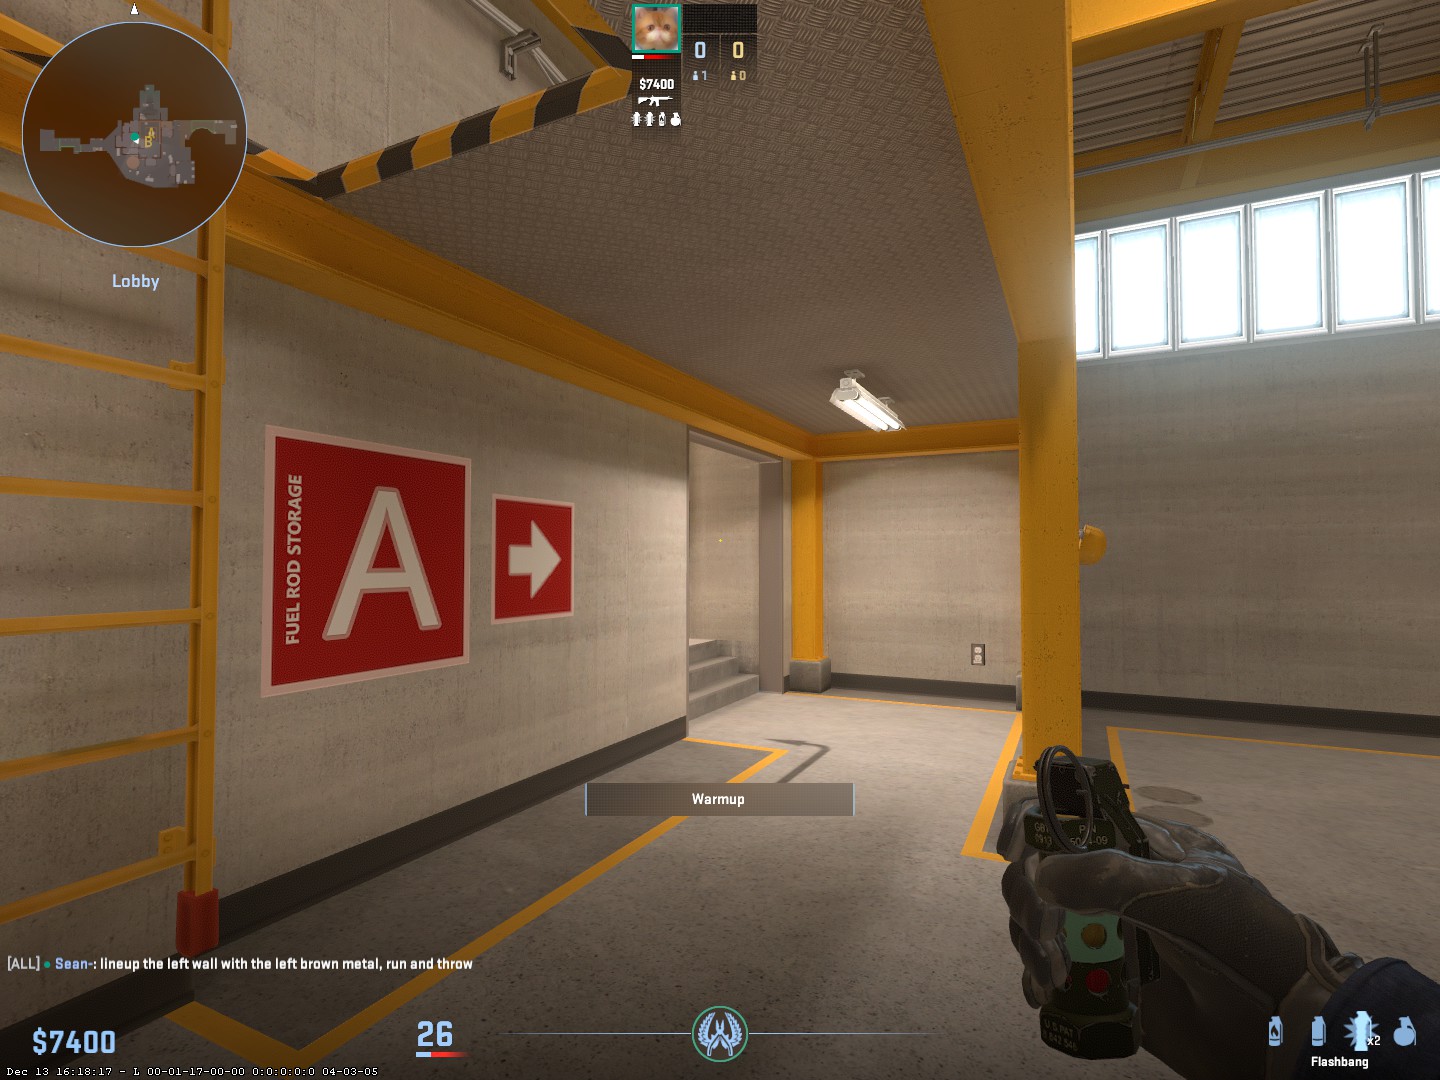 0 0
$7400
1 0
A
B
Lobby
FUEL ROD STORAGE
A
Warmup
[ALL] Sean-: lineup the left wall with the left brown metal, run and throw
$7400
26
x2
Flashbang
Dec 13 16:18:17 - L 00-01-17-00-00 0:0:0:0:0:0 04-03-05